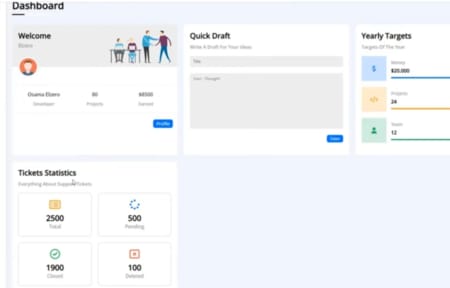 Dashboard
Welcome
Elzero
Osama Elzero
Developer
80
Projects
$8500
Earned
Profile
Quick Draft
Write A Draft For Your Ideas
Title
Your Thought
Save
Yearly Targets
Targets Of The Year
Money
$20.000
Projects
24
Team
12
Tickets Statistics
Everything About Support Tickets
2500
Total
500
Pending
1900
Closed
100
Deleted